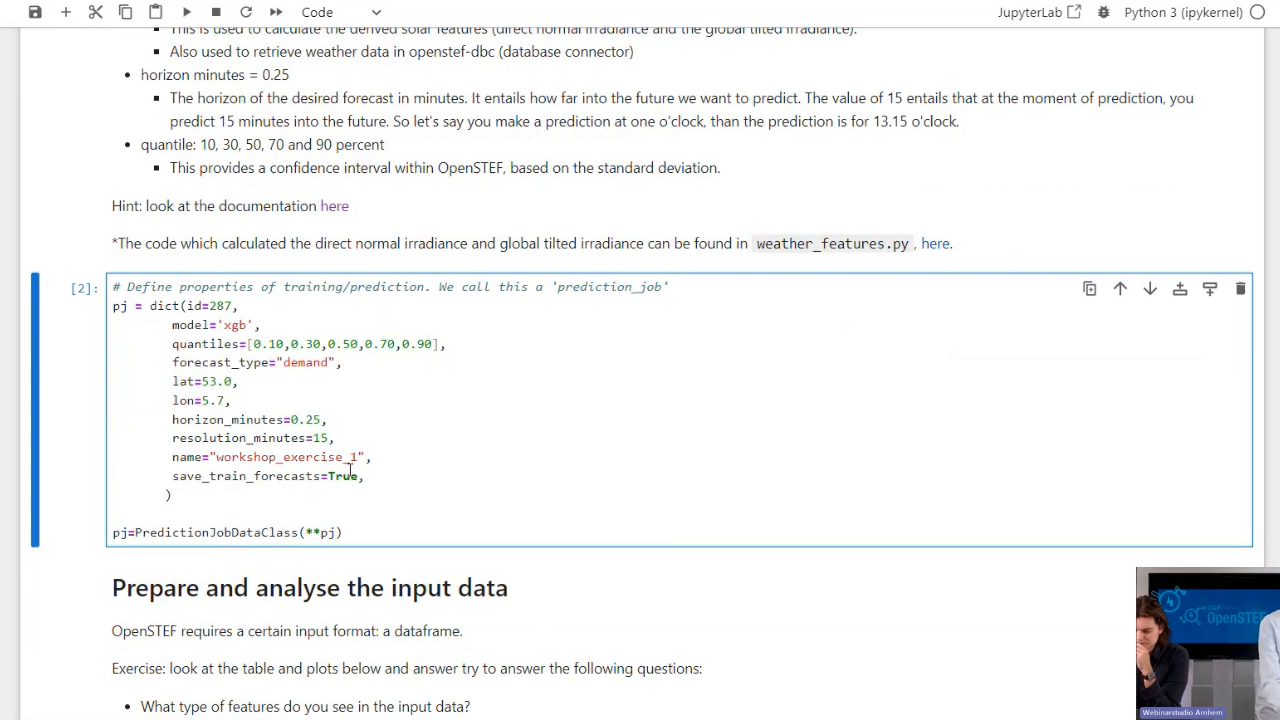 Code
JupyterLab
Python 3 (ipykernel)
This is used to calculate the derived solar features (direct normal irradiance and the global tilted irradiance).
Also used to retrieve weather data in openstef-dbc (database connector)
horizon minutes = 0.25
The horizon of the desired forecast in minutes. It entails how far into the future we want to predict. The value of 15 entails that at the moment of prediction, you
predict 15 minutes into the future. So let's say you make a prediction at one o'clock, than the prediction is for 13.15 o'clock.
quantile: 10, 30, 50, 70 and 90 percent
This provides a confidence interval within OpenSTEF, based on the standard deviation.
Hint: look at the documentation here
*The code which calculated the direct normal irradiance and global tilted irradiance can be found in weather_features.py , here.
[2]:
# Define properties of training/prediction. We call this a 'prediction_job'
pj = dict(id=287,
model='xgb',
quantiles=[0.10,0.30,0.50,0.70,0.90],
forecast_type="demand",
lat=53.0,
lon=5.7,
horizon_minutes=0.25,
resolution_minutes=15,
name="workshop_exercise_1",
save_train_forecasts=True,
)
pj=PredictionJobDataClass(**pj)
Prepare and analyse the input data
OpenSTEF requires a certain input format: a dataframe.
Exercise: look at the table and plots below and answer try to answer the following questions:
What type of features do you see in the input data?
OpenSTEF
Webinarstudio Arnhem